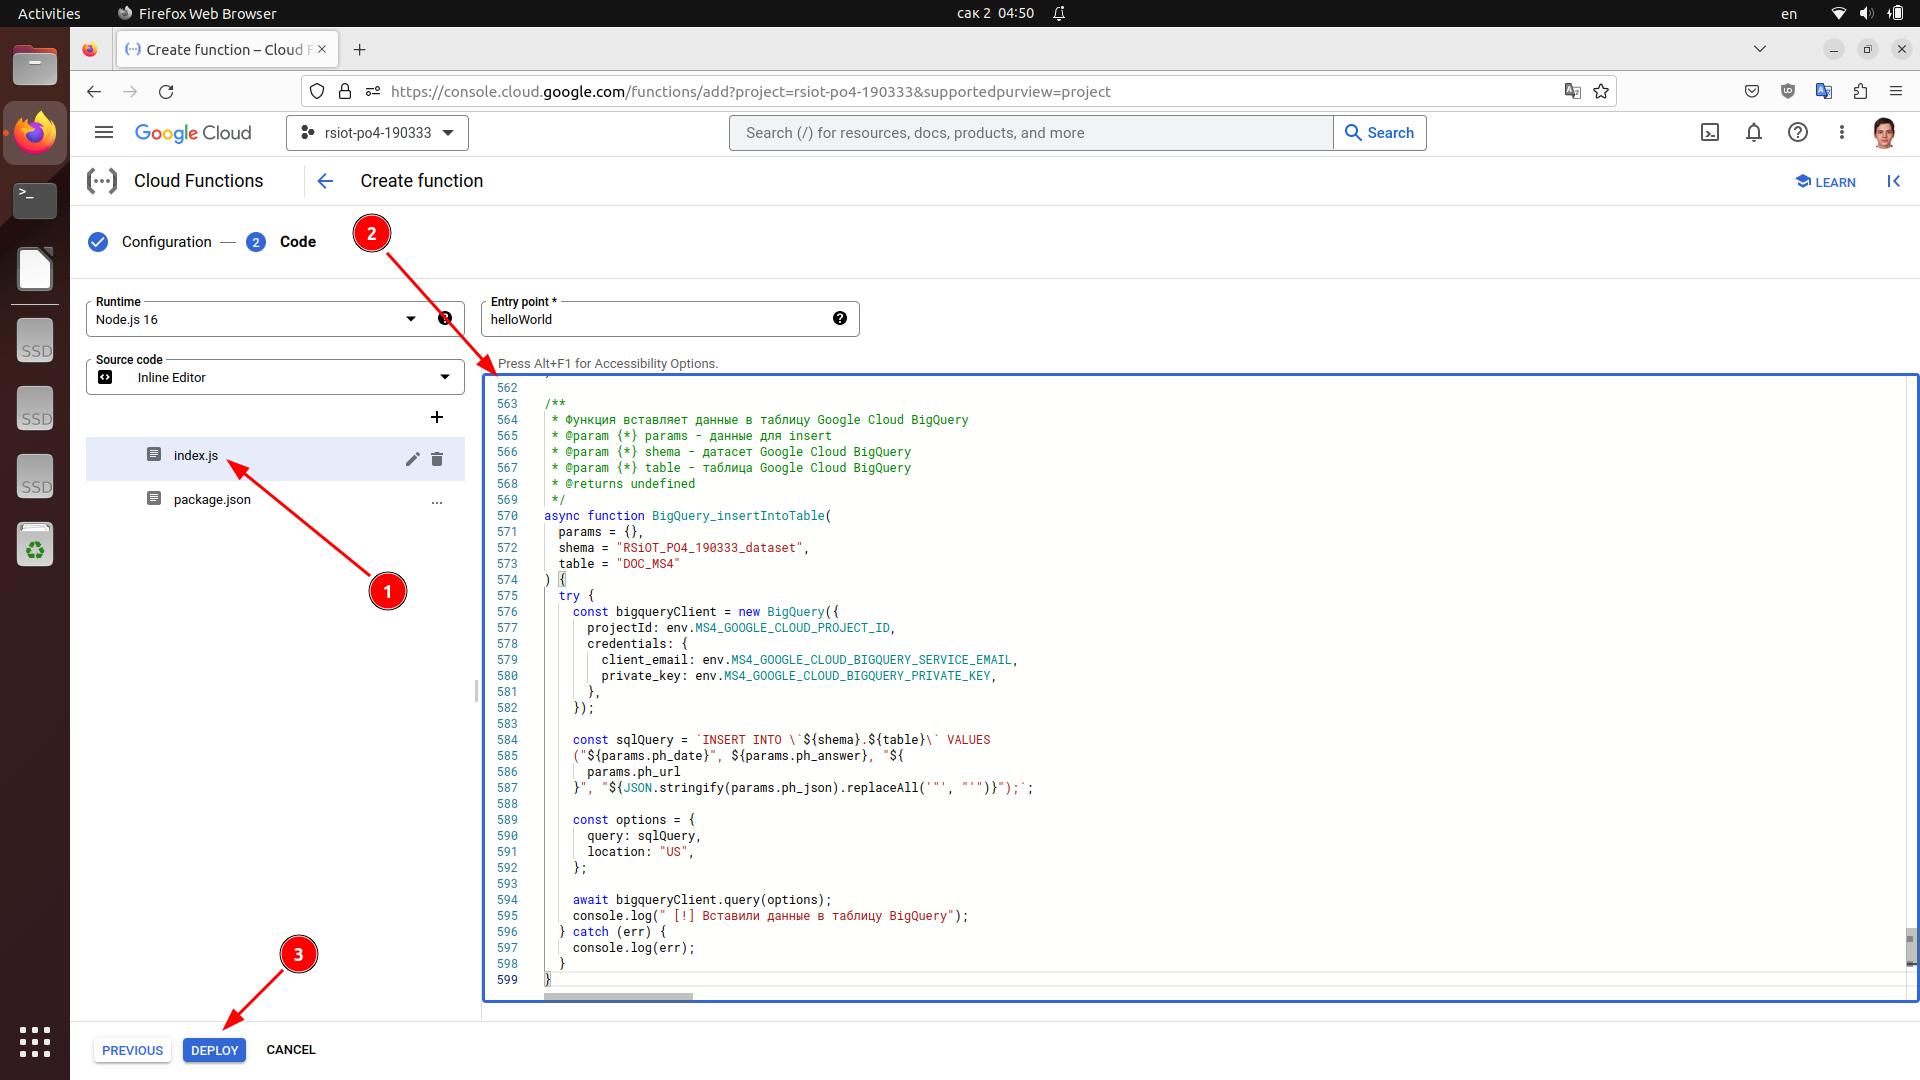 Activities
Firefox Web Browser
сак 2 04:50
en
Create function – Cloud F
https://console.cloud.google.com/functions/add?project=rsiot-po4-190333&supportedpurview=project
Google Cloud
rsiot-po4-190333
Search (/) for resources, docs, products, and more
Search
Cloud Functions
Create function
LEARN
Configuration
2
Code
2
Runtime
Node.js 16
Entry point *
helloWorld
Source code
Inline Editor
Press Alt+F1 for Accessibility Options.
index.js
package.json
...
1
3
SSD
SSD
SSD
562
563 /**
564 * Функция вставляет данные в таблицу Google Cloud BigQuery
565 * @param {*} params - данные для insert
566 * @param {*} shema - датасет Google Cloud BigQuery
567 * @param {*} table - таблица Google Cloud BigQuery
568 * @returns undefined
569 */
570 async function BigQuery_insertIntoTable(
571 params = {},
572 shema = "RSiOT_PO4_190333_dataset",
573 table = "DOC_MS4"
574 ) {
575 try {
576 const bigqueryClient = new BigQuery({
577 projectId: env.MS4_GOOGLE_CLOUD_PROJECT_ID,
578 credentials: {
579 client_email: env.MS4_GOOGLE_CLOUD_BIGQUERY_SERVICE_EMAIL,
580 private_key: env.MS4_GOOGLE_CLOUD_BIGQUERY_PRIVATE_KEY,
581 },
582 });
583
584 const sqlQuery = `INSERT INTO \`${shema}.${table}\` VALUES
585 ("${params.ph_date}", ${params.ph_answer}, "${
586 params.ph_url
587 }", "${JSON.stringify(params.ph_json).replaceAll('"', "'")}");`;
588
589 const options = {
590 query: sqlQuery,
591 location: "US",
592 };
593
594 await bigqueryClient.query(options);
595 console.log(" [!] Вставили данные в таблицу BigQuery");
596 } catch (err) {
597 console.log(err);
598 }
599 }
PREVIOUS
DEPLOY
CANCEL